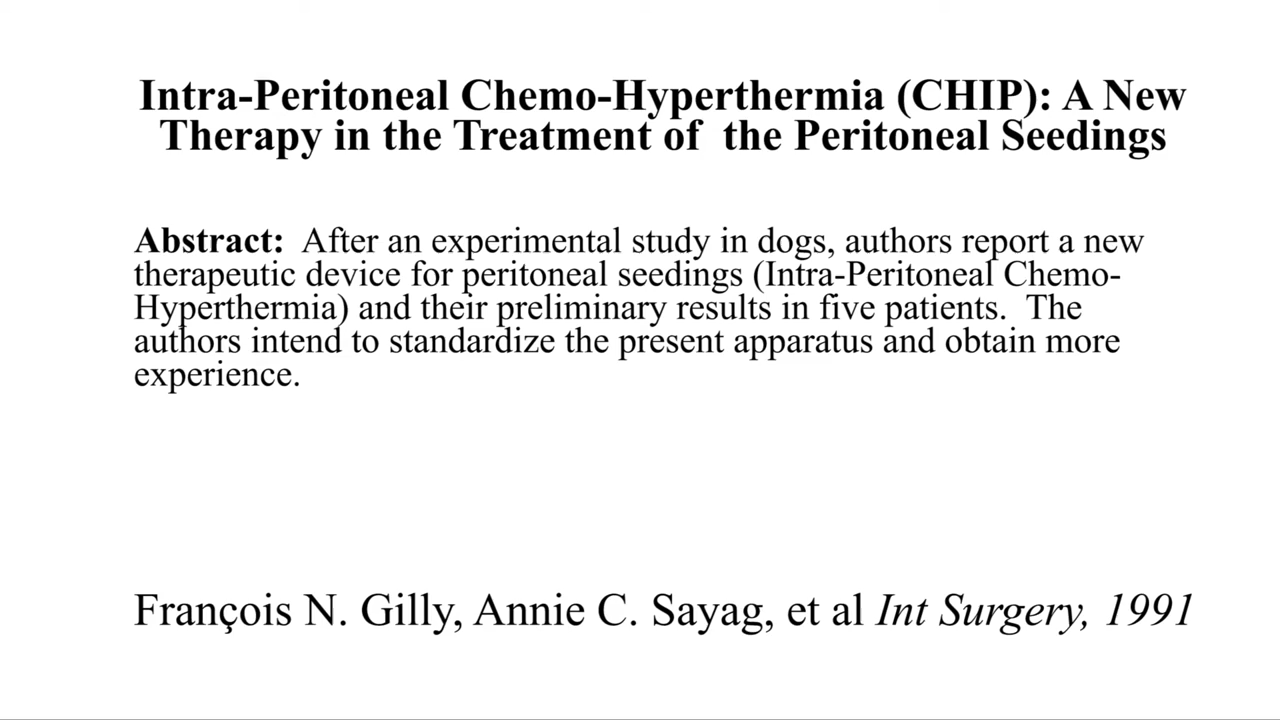 Intra-Peritoneal Chemo-Hyperthermia (CHIP): A New
Therapy in the Treatment of the Peritoneal Seedings
Abstract: After an experimental study in dogs, authors report a new
therapeutic device for peritoneal seedings (Intra-Peritoneal Chemo-
Hyperthermia) and their preliminary results in five patients. The
authors intend to standardize the present apparatus and obtain more
experience.
François N. Gilly, Annie C. Sayag, et al Int Surgery, 1991